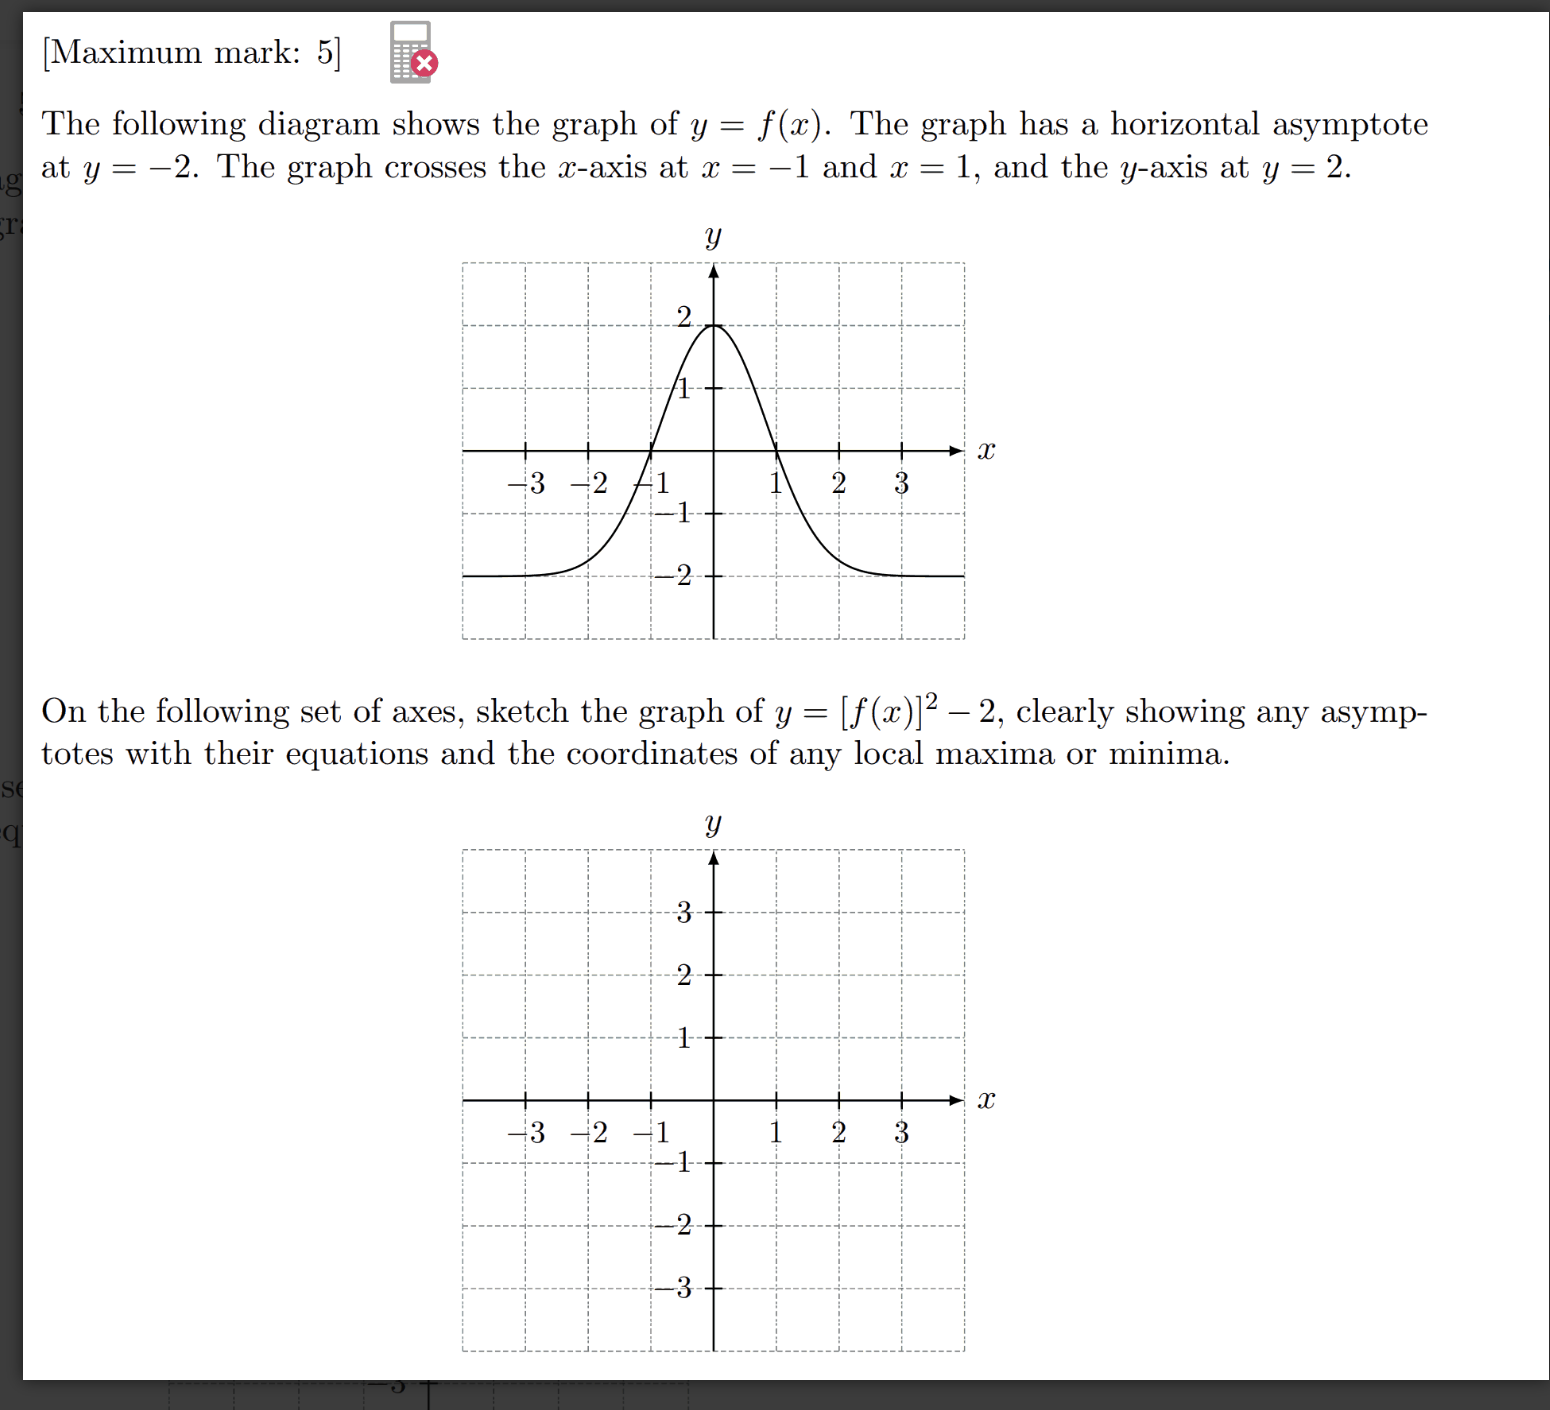 [Maximum mark: 5]
The following diagram shows the graph of y = f(x). The graph has a horizontal asymptote
at y = −2. The graph crosses the x-axis at x = −1 and x = 1, and the y-axis at y = 2.
y
2
1
x
−3 −2 −1 1 2 3
−1
−2
On the following set of axes, sketch the graph of y = [f(x)]² − 2, clearly showing any asymp-
totes with their equations and the coordinates of any local maxima or minima.
y
3
2
1
x
−3 −2 −1 1 2 3
−1
−2
−3